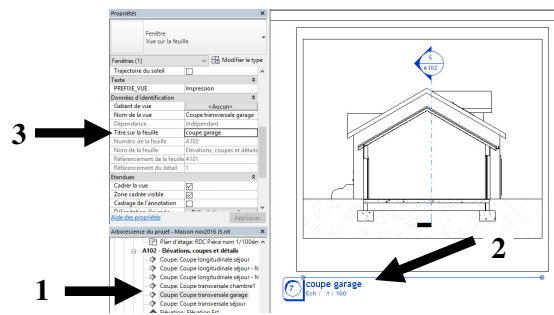 Propriétés
Fenêtre
Vue sur la feuille
Fenêtres (1)
Modifier le type
Trajectoire du soleil
Texte
PREFIXE_VUE Impression
Données d'identification
Gabarit de vue <Aucun>
Nom de la vue Coupe transversale garage
Dépendance Indépendant
Titre sur la feuille coupe garage
Numéro de la feuille A102
Nom de la feuille Elévations, coupes et détails
Référencement de la feuille A101
Référencement du détail 1
Etendues
Cadrer la vue
Zone cadrée visible
Cadrage de l'annotation
Aide des propriétés
Appliquer
Arborescence du projet - Maison nov2016 J5.rvt
Plan d'étage: RDC Pièce nom 1/100èm
A102 - Elévations, coupes et détails
Coupe: Coupe longitudinale séjour
Coupe: Coupe longitudinale séjour - M
Coupe: Coupe longitudinale séjour - M
Coupe: Coupe transversale chambre1
Coupe: Coupe transversale garage
Coupe: Coupe transversale séjour
Elévation: Elévation Est
3
1
2
5
A102
7
coupe garage
Ech : 1 : 100